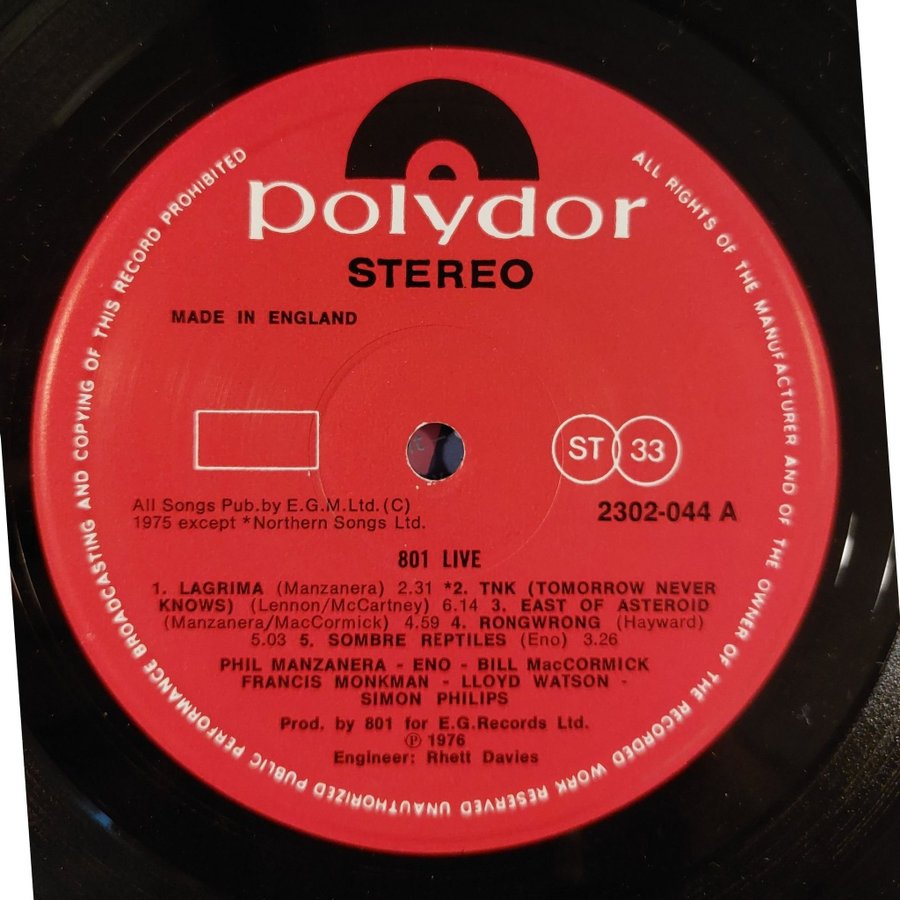 polydor
STEREO
MADE IN ENGLAND
ST 33
All Songs Pub.by E.G.M.Ltd.(C)
1975 except *Northern Songs Ltd.
2302-044 A
801 LIVE
1. LAGRIMA (Manzanera) 2.31 *2. TNK (TOMORROW NEVER
KNOWS) (Lennon/McCartney) 6.14 3. EAST OF ASTEROID
(Manzanera/MacCormick) 4.59 4. RONGWRONG (Hayward)
5.03 5. SOMBRE REPTILES (Eno) 3.26
PHIL MANZANERA - ENO - BILL MacCORMICK
FRANCIS MONKMAN - LLOYD WATSON -
SIMON PHILIPS
Prod. by 801 for E.G.Records Ltd.
℗ 1976
Engineer: Rhett Davies
ALL RIGHTS OF THE MANUFACTURER AND OF THE OWNER OF THE RECORDED WORK RESERVED UNAUTHORIZED PUBLIC PERFORMANCE BROADCASTING AND COPYING OF THIS RECORD PROHIBITED